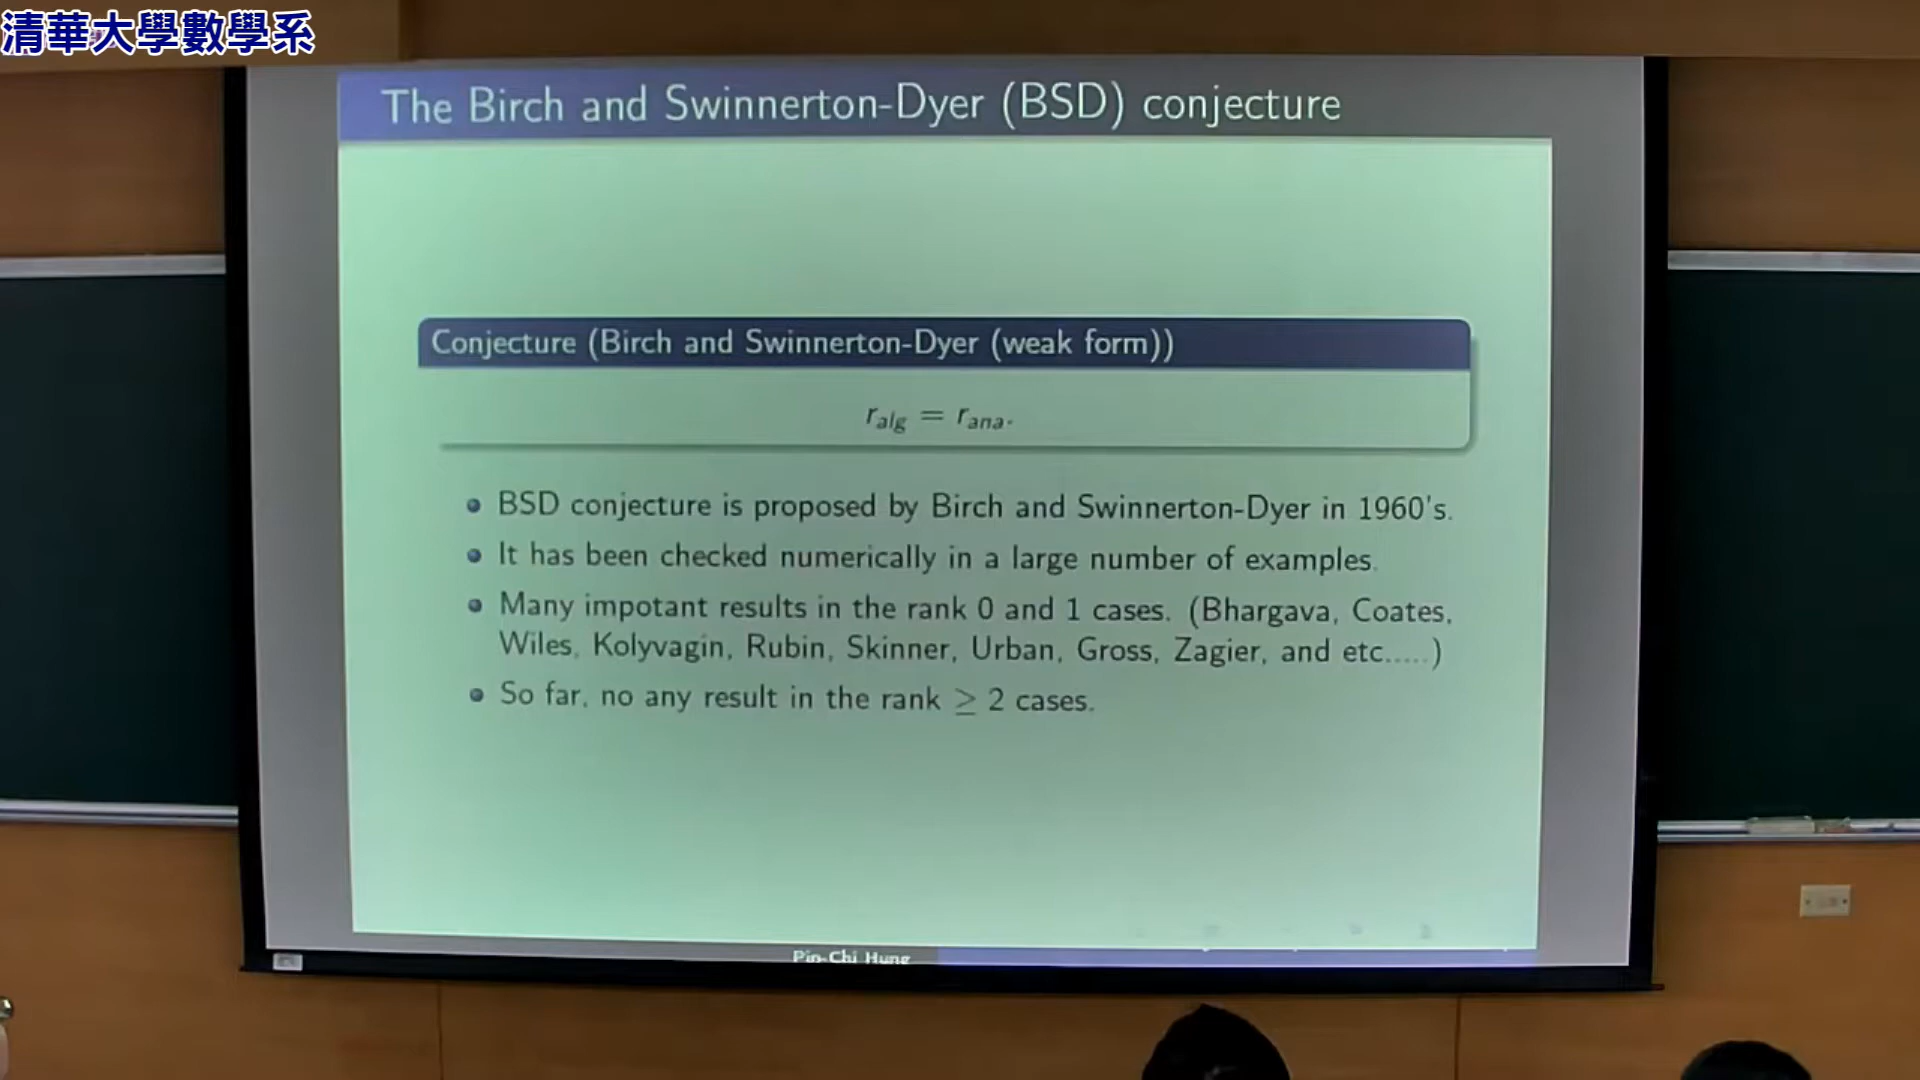 清華大學數學系
The Birch and Swinnerton-Dyer (BSD) conjecture
Conjecture (Birch and Swinnerton-Dyer (weak form))
r_alg = r_ana.
• BSD conjecture is proposed by Birch and Swinnerton-Dyer in 1960's.
• It has been checked numerically in a large number of examples.
• Many impotant results in the rank 0 and 1 cases. (Bhargava, Coates,
Wiles, Kolyvagin, Rubin, Skinner, Urban, Gross, Zagier, and etc.....)
• So far, no any result in the rank ≥ 2 cases.
Pin-Chi Hung